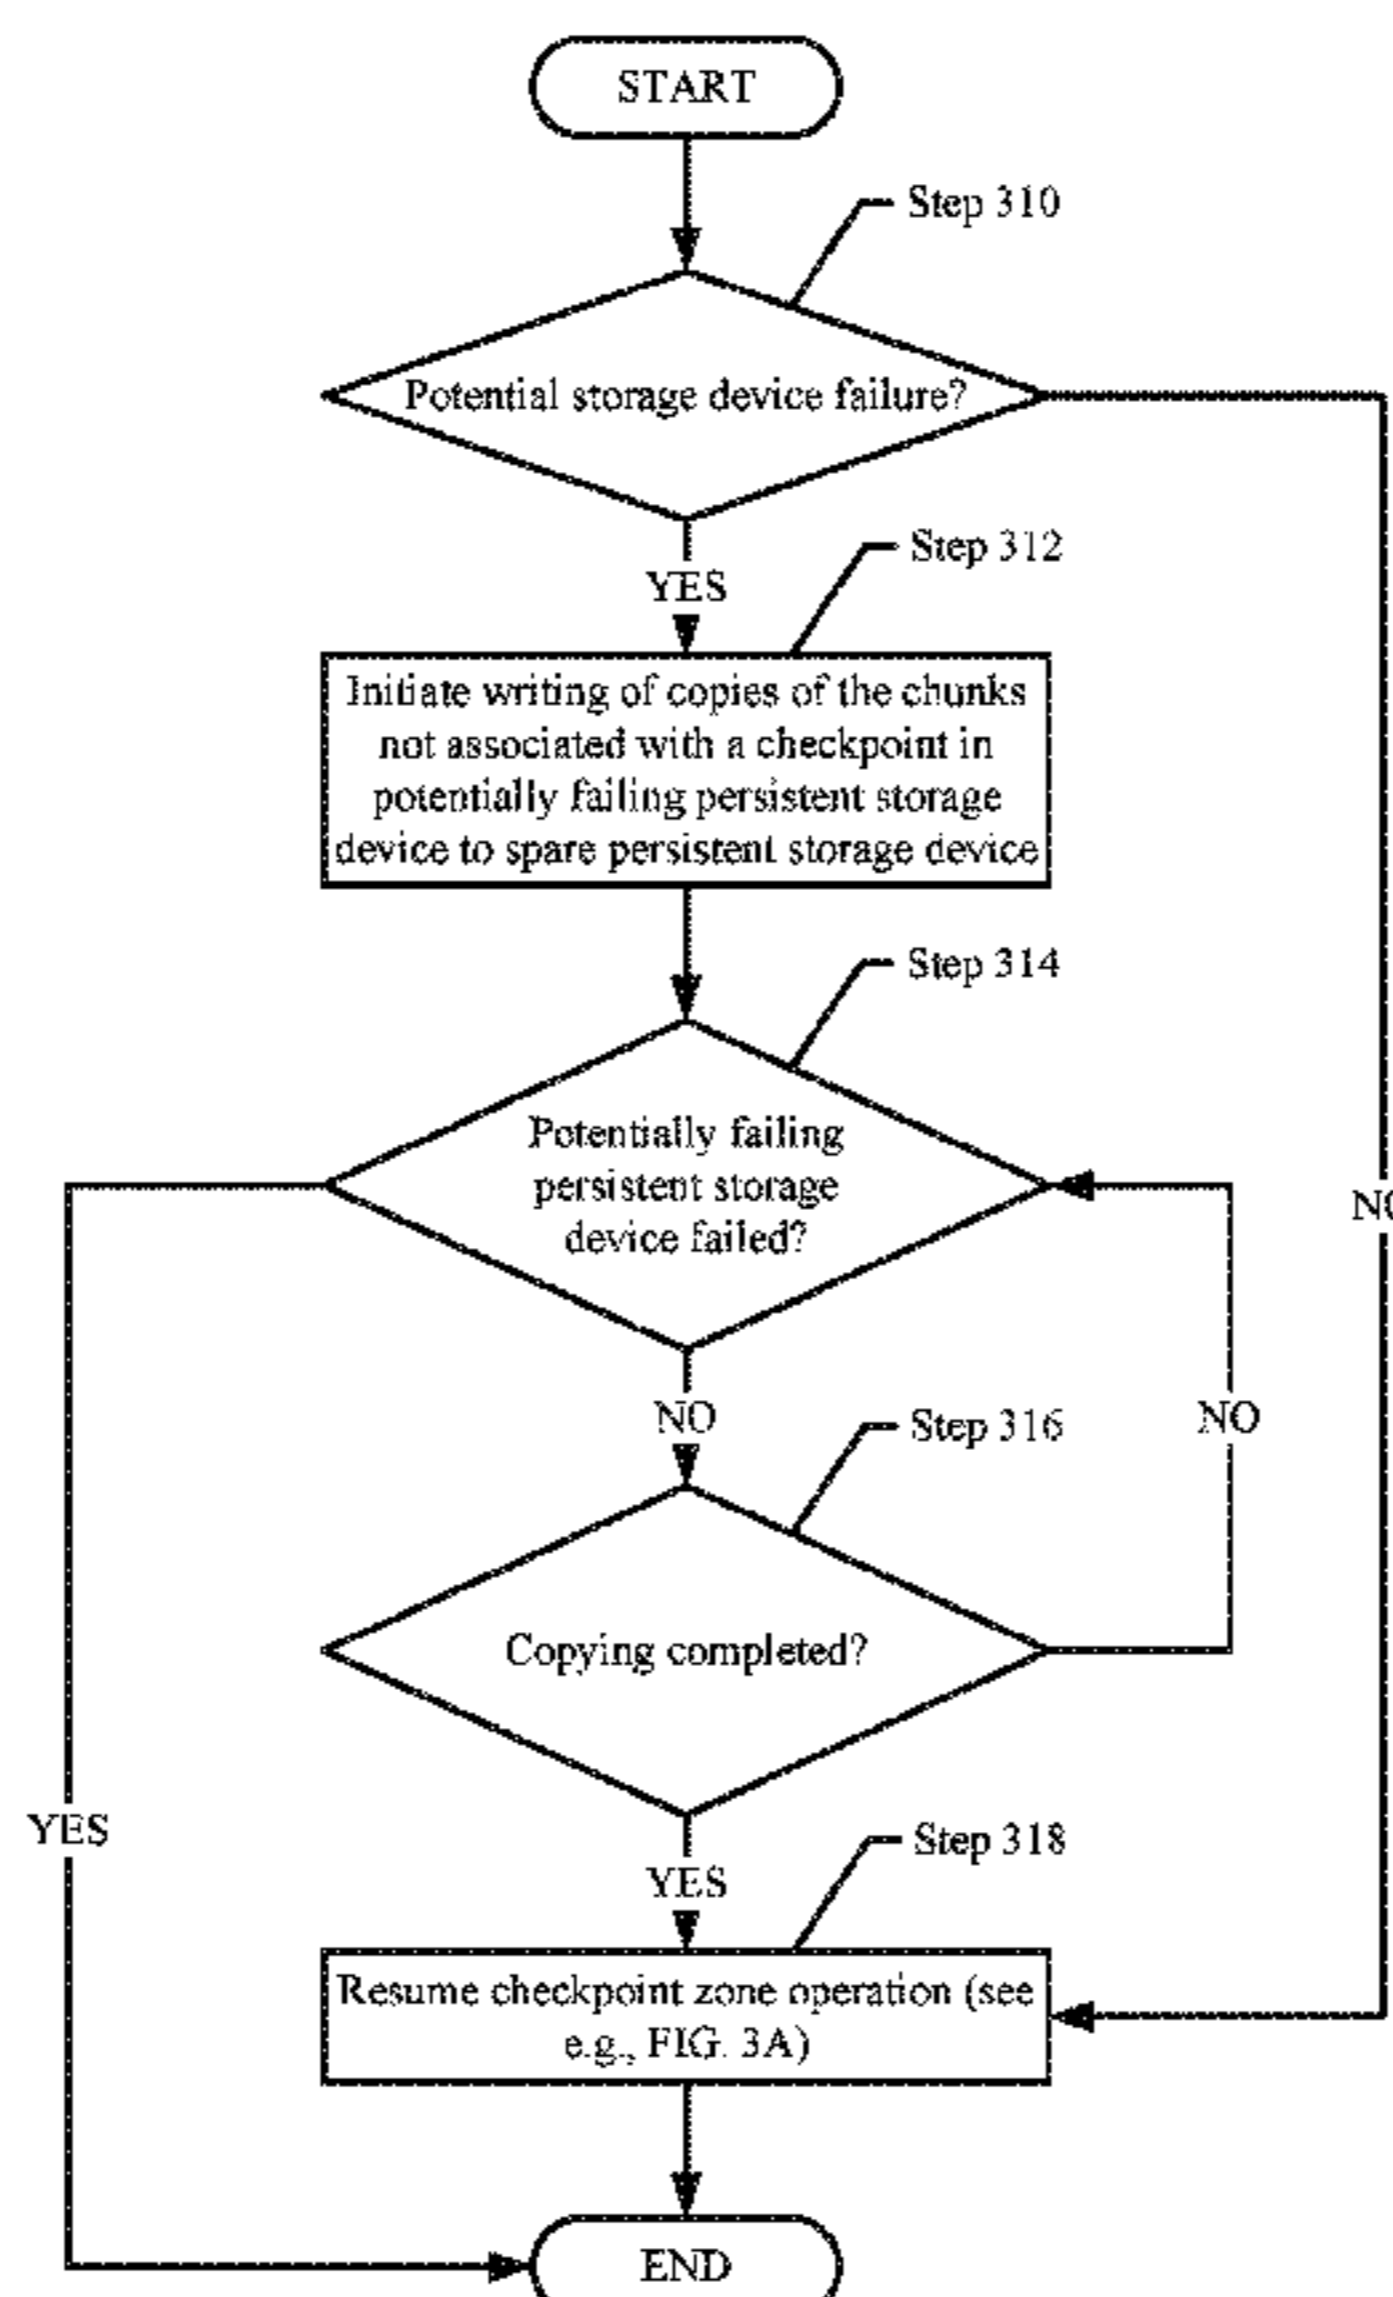 START
Step 310
Potential storage device failure?
Step 312
YES
Initiate writing of copies of the chunks
not associated with a checkpoint in
potentially failing persistent storage
device to spare persistent storage device
Step 314
Potentially failing
persistent storage
device failed?
NO
NO
Step 316
NO
Copying completed?
YES
Step 318
YES
Resume checkpoint zone operation (see
e.g., FIG. 3A)
END